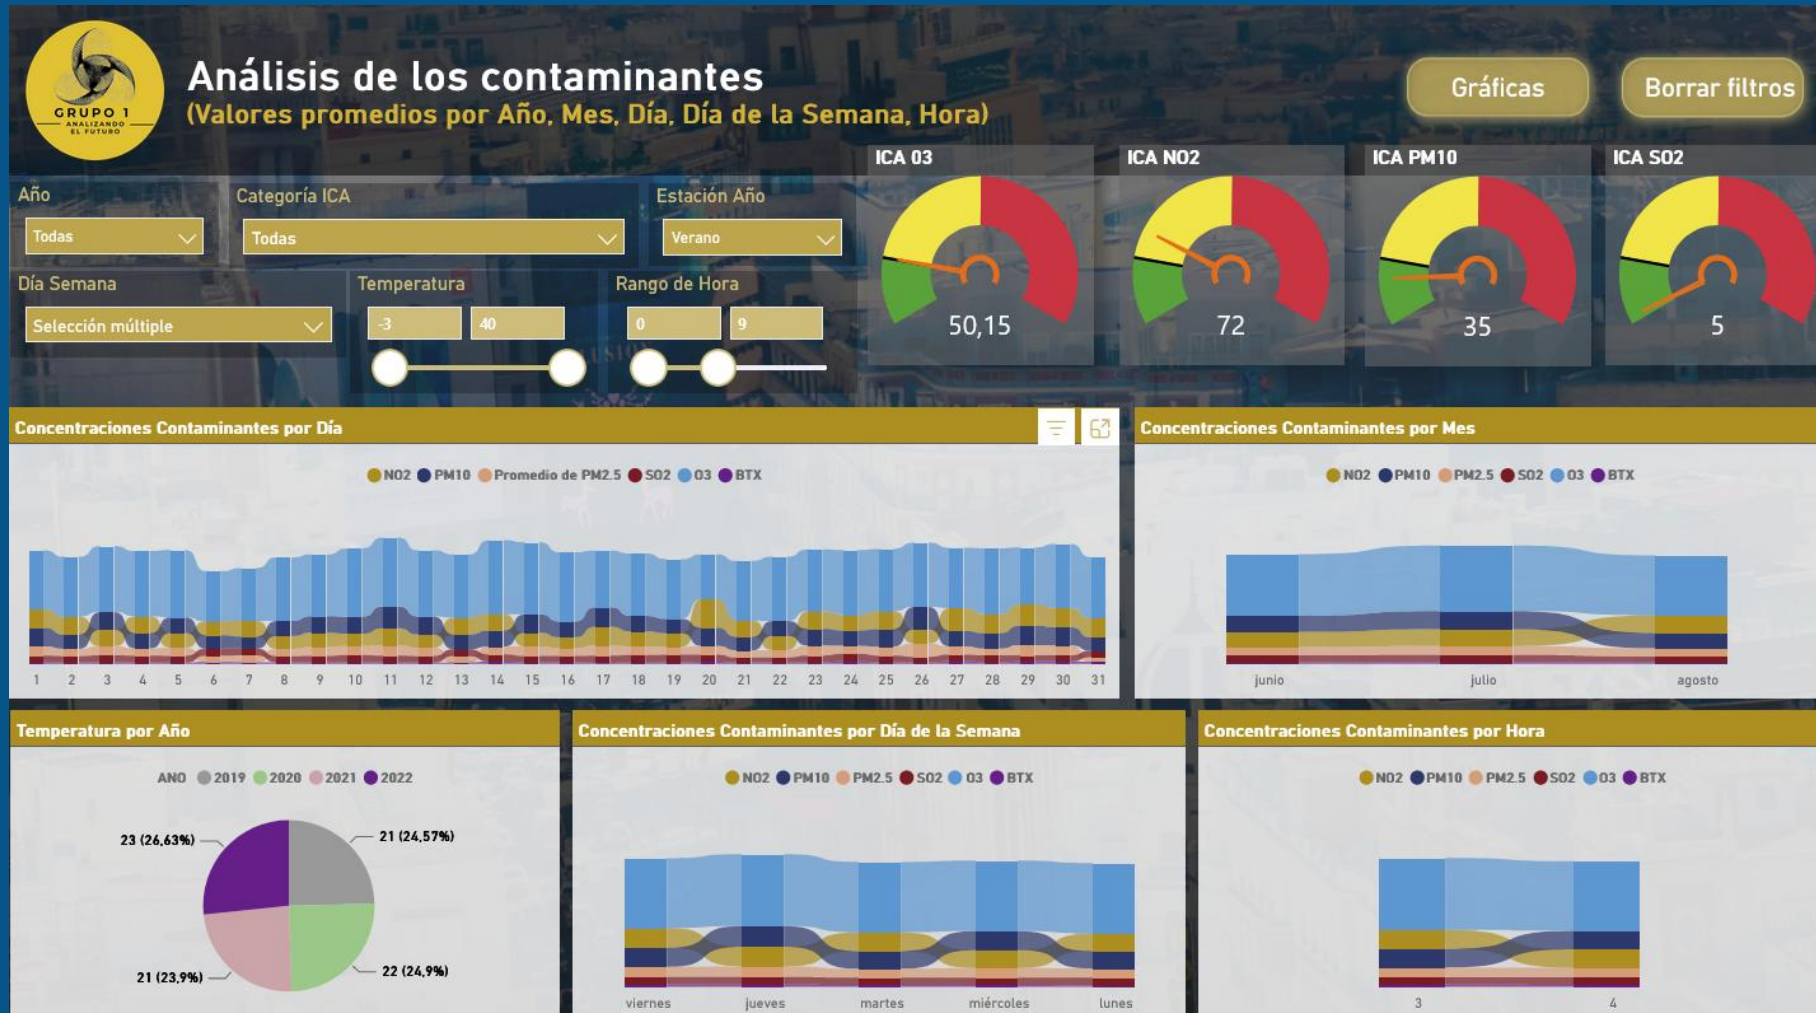 GRUPO 1
ANALIZANDO
EL FUTURO
Análisis de los contaminantes
(Valores promedios por Año, Mes, Día, Día de la Semana, Hora)
Gráficas
Borrar filtros
Año
Todas
Categoría ICA
Todas
Estación Año
Verano
Día Semana
Selección múltiple
Temperatura
-3
40
Rango de Hora
0
9
ICA 03
50,15
ICA NO2
72
ICA PM10
35
ICA SO2
5
Concentraciones Contaminantes por Día
NO2 PM10 Promedio de PM2.5 SO2 O3 BTX
1 2 3 4 5 6 7 8 9 10 11 12 13 14 15 16 17 18 19 20 21 22 23 24 25 26 27 28 29 30 31
Concentraciones Contaminantes por Mes
NO2 PM10 PM2.5 SO2 O3 BTX
junio julio agosto
Temperatura por Año
ANO 2019 2020 2021 2022
23 (26,63%)
21 (24,57%)
21 (23,9%)
22 (24,9%)
Concentraciones Contaminantes por Día de la Semana
NO2 PM10 PM2.5 SO2 O3 BTX
viernes jueves martes miércoles lunes
Concentraciones Contaminantes por Hora
NO2 PM10 PM2.5 SO2 O3 BTX
3 4